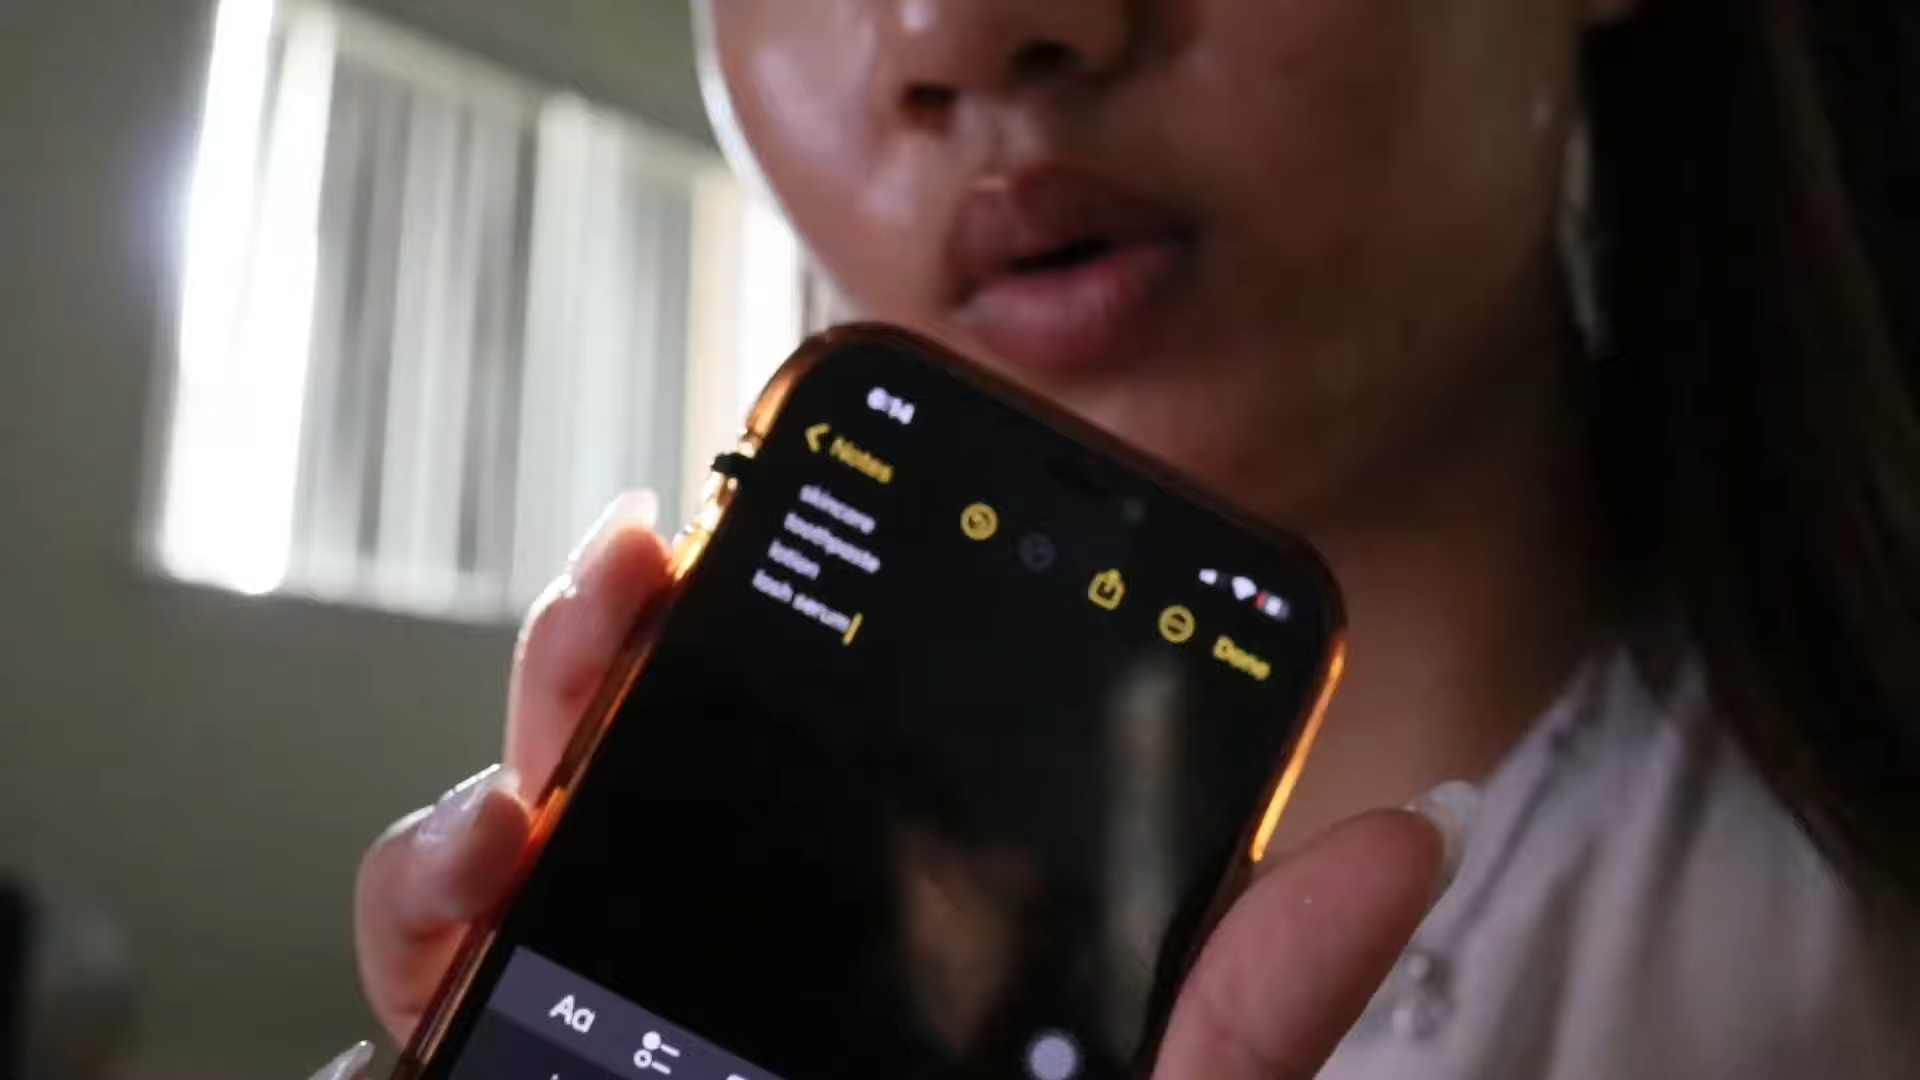 6:14
Notes
Done
skincare
toothpaste
lotion
lash serum
Aa